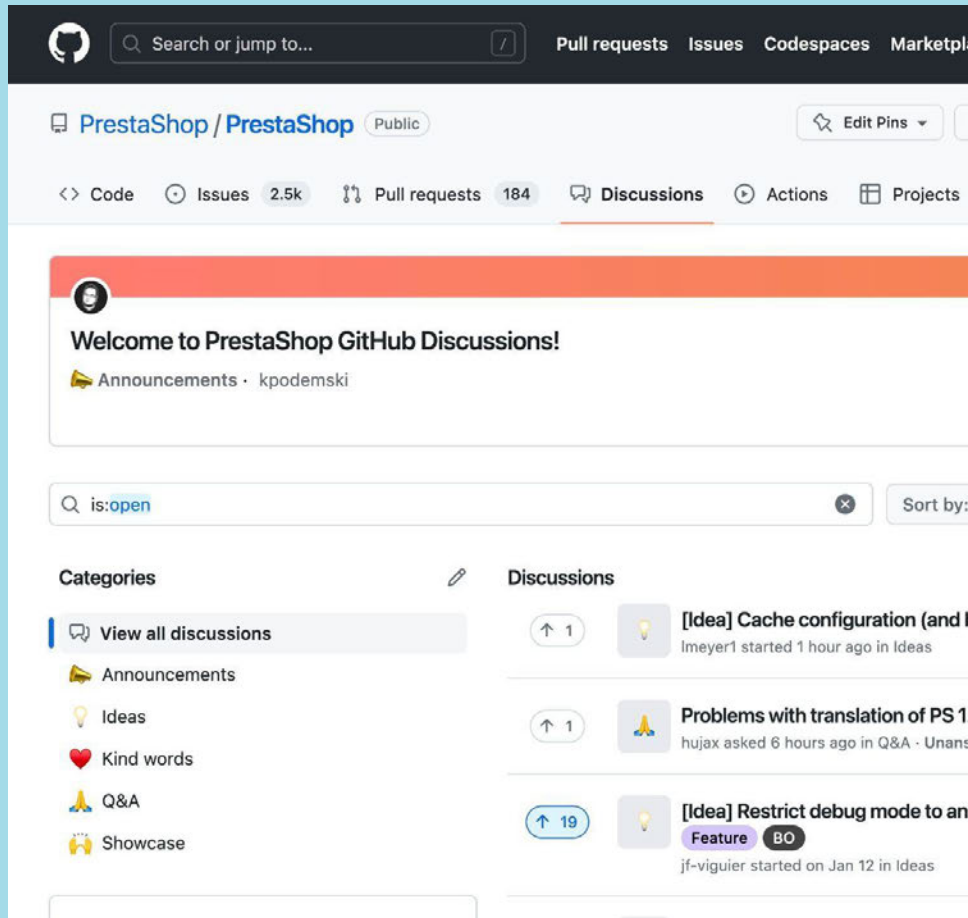 Search or jump to... / Pull requests Issues Codespaces Marketpla
PrestaShop / PrestaShop Public Edit Pins
Code Issues 2.5k Pull requests 184 Discussions Actions Projects
Welcome to PrestaShop GitHub Discussions!
Announcements · kpodemski
is:open Sort by:
Categories
View all discussions
Announcements
Ideas
Kind words
Q&A
Showcase
Discussions
↑ 1 [Idea] Cache configuration (and
lmeyer1 started 1 hour ago in Ideas
↑ 1 Problems with translation of PS 1
hujax asked 6 hours ago in Q&A · Unans
↑ 19 [Idea] Restrict debug mode to an
Feature BO
jf-viguier started on Jan 12 in Ideas